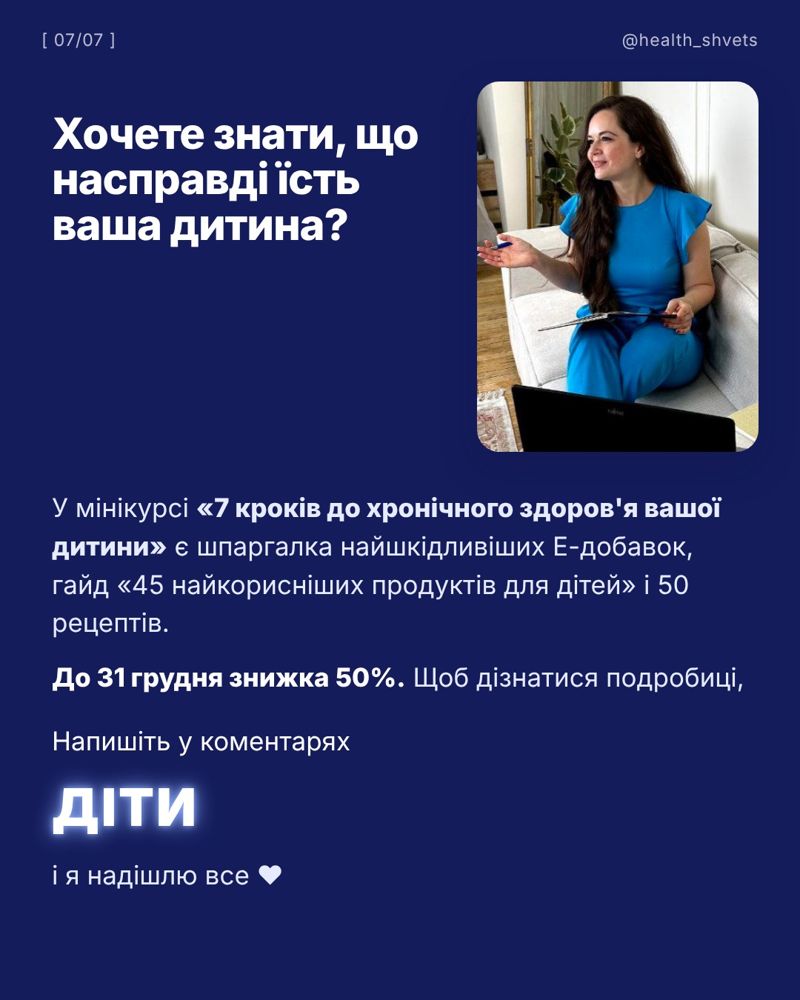 [ 07/07 ]
@health_shvets
Хочете знати, що
насправді їсть
ваша дитина?
У мінікурсі «7 кроків до хронічного здоров'я вашої
дитини» є шпаргалка найшкідливіших Е-добавок,
гайд «45 найкорисніших продуктів для дітей» і 50
рецептів.
До 31 грудня знижка 50%. Щоб дізнатися подробиці,
Напишіть у коментарях
ДІТИ
і я надішлю все ♥